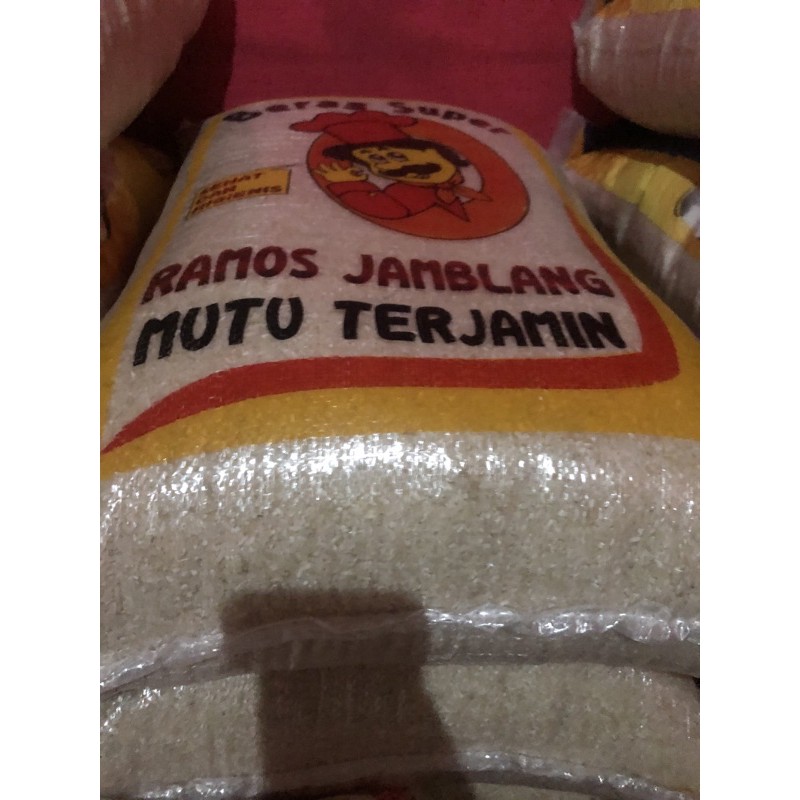 Beras Super
SEHAT
DAN
HIGIENIS
RAMOS JAMBLANG
MUTU TERJAMIN